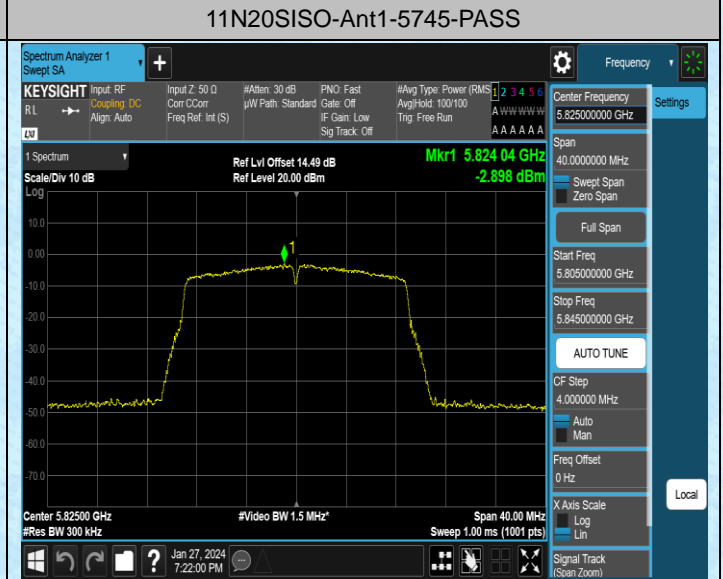 11N20SISO-Ant1-5745-PASS
Spectrum Analyzer 1
Swept SA
Frequency
KEYSIGHT
R L
LXI
Input: RF
Coupling: DC
Align: Auto
Input Z: 50 Ω
Corr CCorr
Freq Ref: Int (S)
#Atten: 30 dB
µW Path: Standard
PNO: Fast
Gate: Off
IF Gain: Low
Sig Track: Off
#Avg Type: Power (RMS
Avg|Hold: 100/100
Trig: Free Run
1 2 3 4 5 6
A W W W W W
A A A A A A
1 Spectrum
Scale/Div 10 dB
Log
Ref Lvl Offset 14.49 dB
Ref Level 20.00 dBm
Mkr1 5.824 04 GHz
-2.898 dBm
10.0
0.00
-10.0
-20.0
-30.0
-40.0
-50.0
-60.0
-70.0
1
Center 5.82500 GHz
#Res BW 300 kHz
#Video BW 1.5 MHz*
Span 40.00 MHz
Sweep 1.00 ms (1001 pts)
Center Frequency
5.825000000 GHz
Span
40.0000000 MHz
Swept Span
Zero Span
Full Span
Start Freq
5.805000000 GHz
Stop Freq
5.845000000 GHz
AUTO TUNE
CF Step
4.000000 MHz
Auto
Man
Freq Offset
0 Hz
X Axis Scale
Log
Lin
Signal Track
(Span Zoom)
Settings
Local
?
Jan 27, 2024
7:22:00 PM